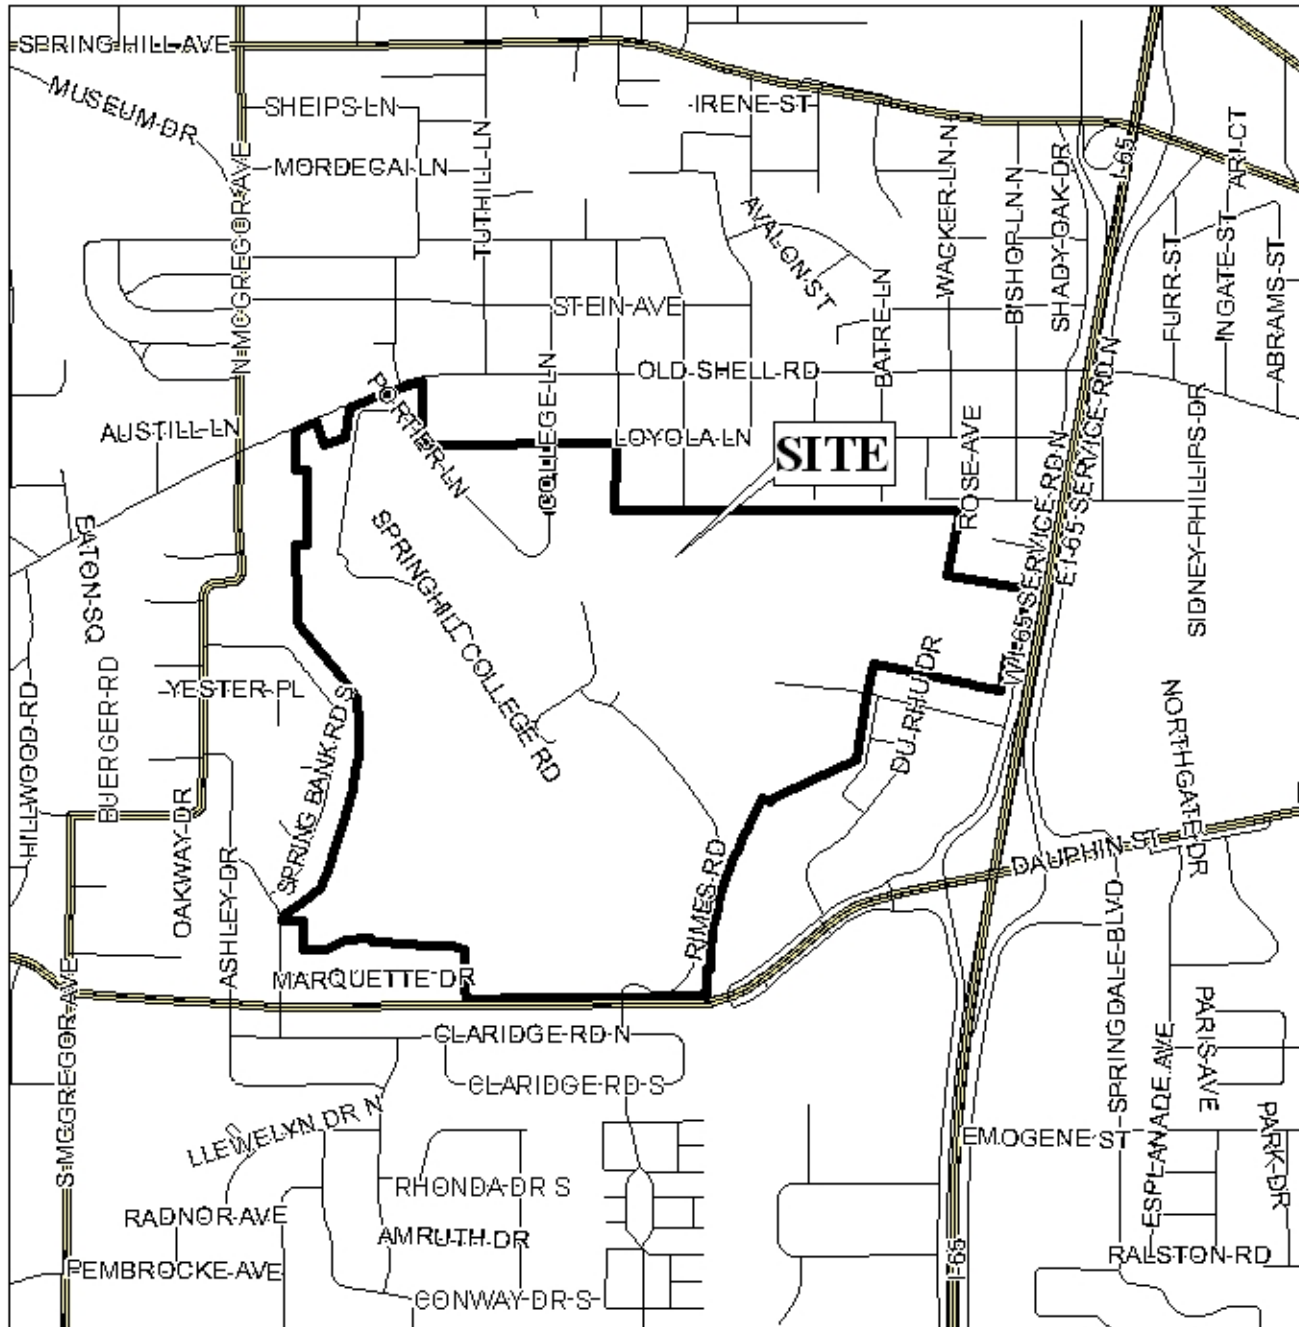 SPRING HILL AVE
MUSEUM DR
SHEIPS LN
IRENE ST
MORDECAI LN
N MCGREGOR AVE
TUTHILL LN
AVALON ST
WACKER LN N
BISHOP LN N
SHADY OAK DR
I-65
ARI CT
FURR ST
INGATE ST
ABRAMS ST
STEIN AVE
BATRE LN
OLD SHELL RD
COLLEGE LN
PORTIER LN
AUSTILL LN
LOYOLA LN
SITE
ROSE AVE
W I-65 SERVICE RD N
E I-65 SERVICE RD N
SIDNEY PHILLIPS DR
EATON SQ
SPRINGHILL COLLEGE RD
YESTER PL
BUERGER RD
HILLWOOD RD
SPRING BANK RD S
DU RHU DR
NORTHGATE DR
OAKWAY DR
ASHLEY DR
DAUPHIN ST
RIMES RD
SPRINGDALE BLVD
MARQUETTE DR
S MCGREGOR AVE
CLARIDGE RD N
CLARIDGE RD S
ESPLANADE AVE
PARIS AVE
PARK DR
LLEWELYN DR N
EMOGENE ST
RHONDA DR S
RADNOR AVE
AMRUTH DR
PEMBROCKE AVE
I-65
RALSTON RD
CONWAY DR S